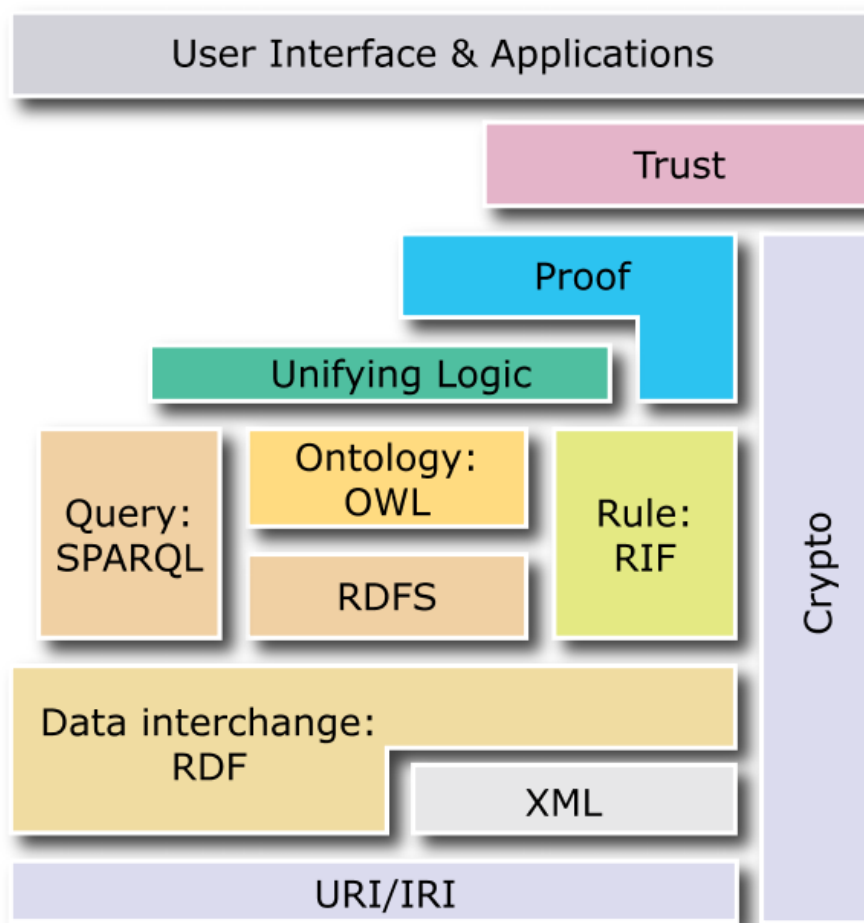 User Interface & Applications
Trust
Proof
Unifying Logic
Query:
SPARQL
Ontology:
OWL
RDFS
Rule:
RIF
Crypto
Data interchange:
RDF
XML
URI/IRI